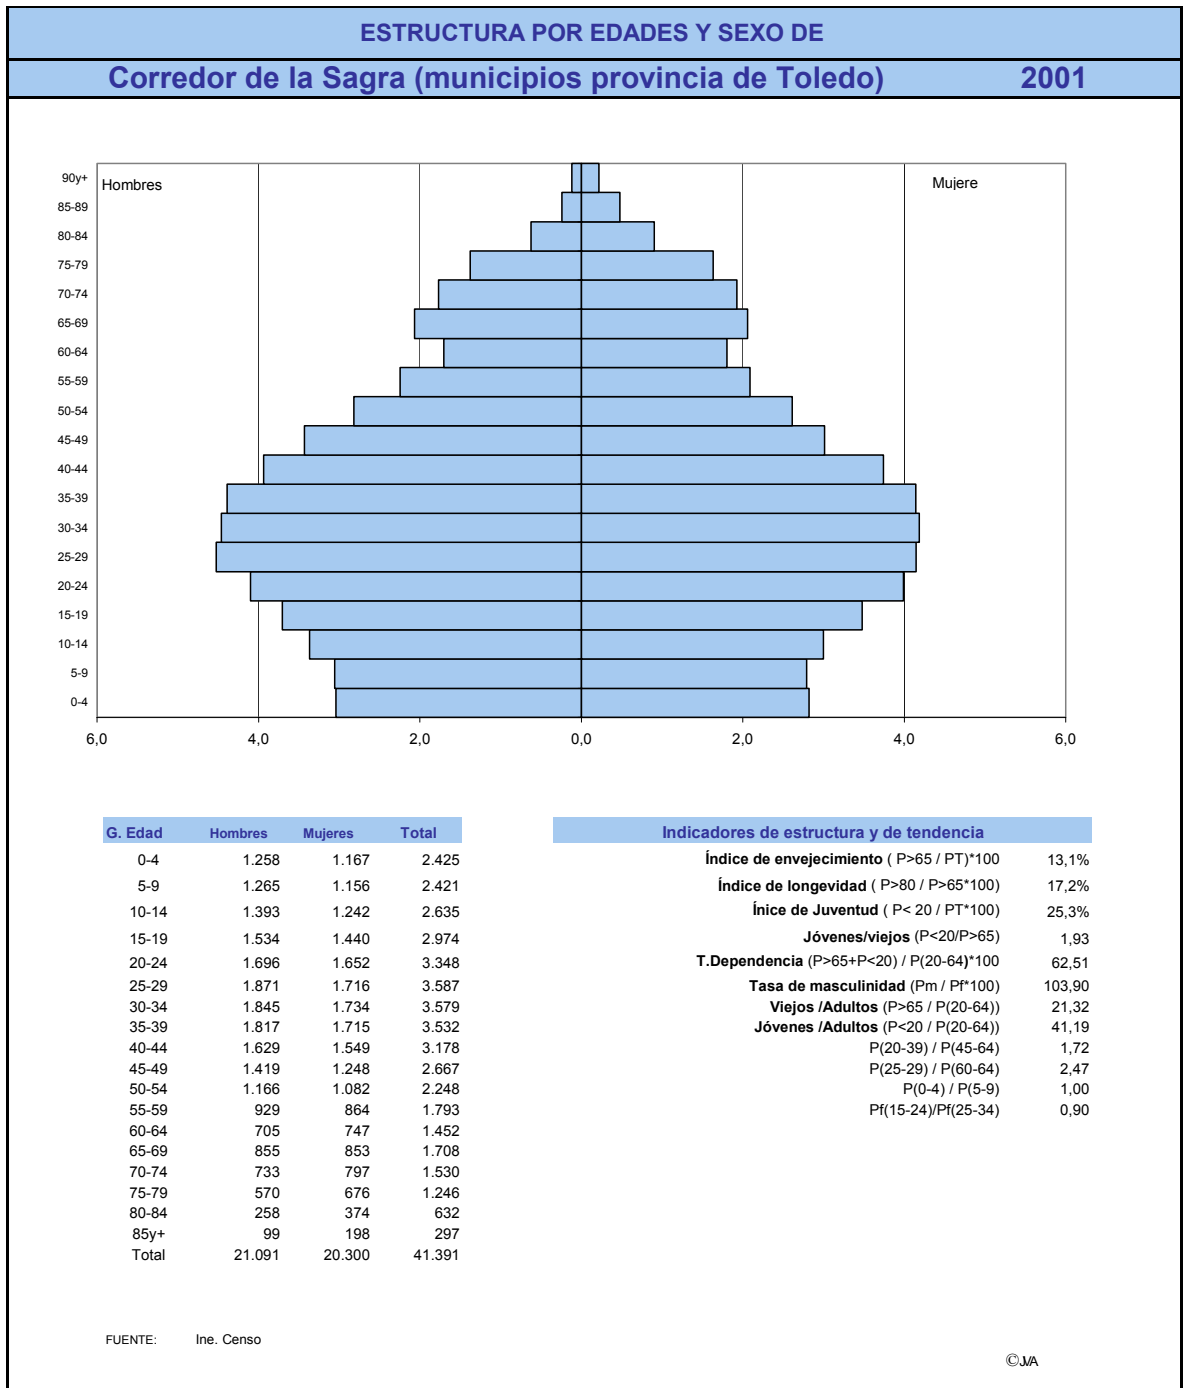 ESTRUCTURA POR EDADES Y SEXO DE
Corredor de la Sagra (municipios provincia de Toledo) 2001
Hombres Mujere
90y+
85-89
80-84
75-79
70-74
65-69
60-64
55-59
50-54
45-49
40-44
35-39
30-34
25-29
20-24
15-19
10-14
5-9
0-4
6,0 4,0 2,0 0,0 2,0 4,0 6,0
G. Edad Hombres Mujeres Total
0-4 1.258 1.167 2.425
5-9 1.265 1.156 2.421
10-14 1.393 1.242 2.635
15-19 1.534 1.440 2.974
20-24 1.696 1.652 3.348
25-29 1.871 1.716 3.587
30-34 1.845 1.734 3.579
35-39 1.817 1.715 3.532
40-44 1.629 1.549 3.178
45-49 1.419 1.248 2.667
50-54 1.166 1.082 2.248
55-59 929 864 1.793
60-64 705 747 1.452
65-69 855 853 1.708
70-74 733 797 1.530
75-79 570 676 1.246
80-84 258 374 632
85y+ 99 198 297
Total 21.091 20.300 41.391
Indicadores de estructura y de tendencia
Índice de envejecimiento ( P>65 / PT)*100 13,1%
Índice de longevidad ( P>80 / P>65*100) 17,2%
Ínice de Juventud ( P< 20 / PT*100) 25,3%
Jóvenes/viejos (P<20/P>65) 1,93
T.Dependencia (P>65+P<20) / P(20-64)*100 62,51
Tasa de masculinidad (Pm / Pf*100) 103,90
Viejos /Adultos (P>65 / P(20-64)) 21,32
Jóvenes /Adultos (P<20 / P(20-64)) 41,19
P(20-39) / P(45-64) 1,72
P(25-29) / P(60-64) 2,47
P(0-4) / P(5-9) 1,00
Pf(15-24)/Pf(25-34) 0,90
FUENTE: Ine. Censo
©JVA